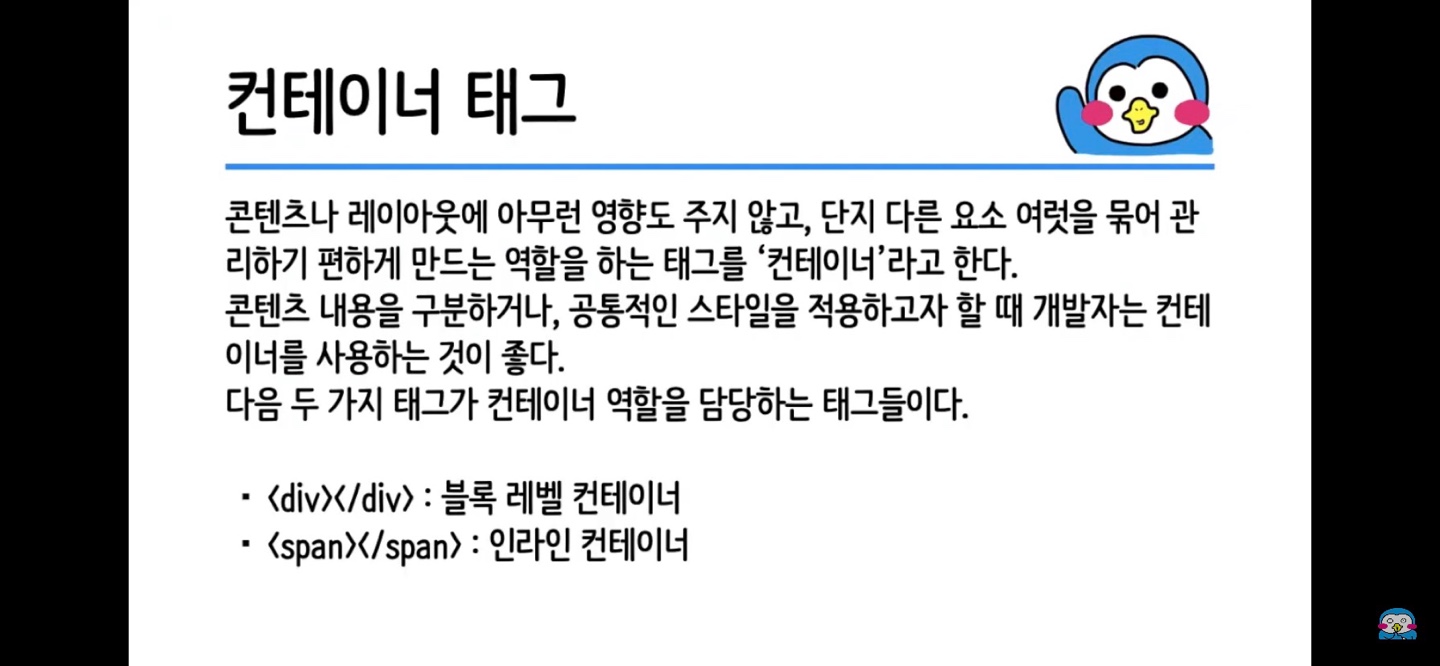 컨테이너 태그
콘텐츠나 레이아웃에 아무런 영향도 주지 않고, 단지 다른 요소 여럿을 묶어 관
리하기 편하게 만드는 역할을 하는 태그를 ‘컨테이너’라고 한다.
콘텐츠 내용을 구분하거나, 공통적인 스타일을 적용하고자 할 때 개발자는 컨테
이너를 사용하는 것이 좋다.
다음 두 가지 태그가 컨테이너 역할을 담당하는 태그들이다.
▪ <div></div> : 블록 레벨 컨테이너
▪ <span></span> : 인라인 컨테이너